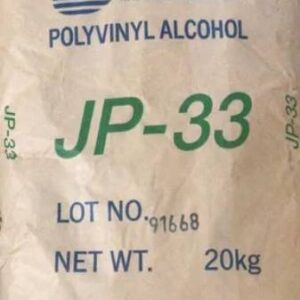 POLYVINYL ALCOHOL
JP-33
JP-33
JP-33
LOT NO. 91668
NET WT. 20kg